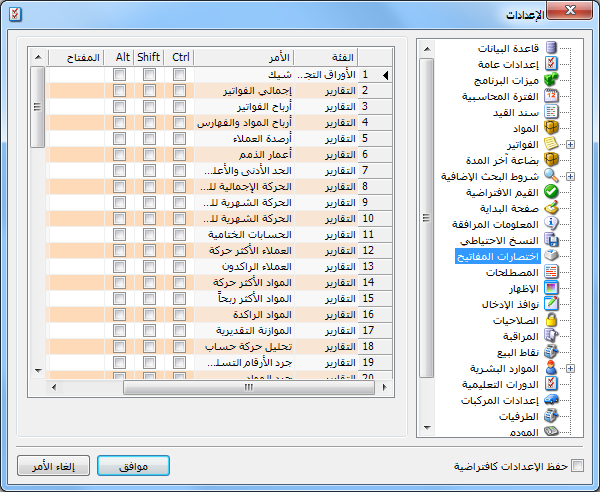 الإعدادات
قاعدة البيانات
إعدادات عامة
ميزات البرنامج
الفترة المحاسبية
سند القيد
المواد
الفواتير
بضاعة آخر المدة
شروط البحث الإضافية
القيم الافتراضية
صفحة البداية
المعلومات المرافقة
النسخ الاحتياطي
اختصارات المفاتيح
المصطلحات
الإظهار
نوافذ الإدخال
الصلاحيات
المراقبة
نقاط البيع
الموارد البشرية
الدورات التعليمية
إعدادات المركبات
الطرفيات
الفئة الأمر Ctrl Shift Alt المفتاح
1 الأوراق التجـ.. شيك
2 التقارير إجمالي الفواتير
3 التقارير أرباح الفواتير
4 التقارير أرباح المواد والفهارس
5 التقارير أرصدة العملاء
6 التقارير أعمار الذمم
7 التقارير الحد الأدنى والأعلـ..
8 التقارير الحركة الإجمالية للـ..
9 التقارير الحركة الشهرية للـ..
10 التقارير الحركة الشهرية للـ..
11 التقارير الحسابات الختامية
12 التقارير العملاء الأكثر حركة
13 التقارير العملاء الراكدون
14 التقارير المواد الأكثر حركة
15 التقارير المواد الأكثر ربحاً
16 التقارير المواد الراكدة
17 التقارير الموازنة التقديرية
18 التقارير تحليل حركة حساب
19 التقارير جرد الأرقام التسلـ..
20 التقارير جرد المواد
حفظ الإعدادات كافتراضية
موافق
إلغاء الأمر